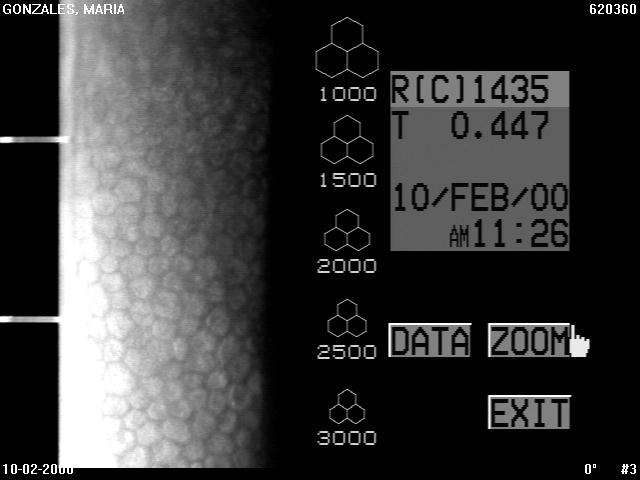 GONZALES, MARIA
620360
1000
1500
2000
2500
3000
R[C]1435
T 0.447
10/FEB/00
AM11:26
DATA
ZOOM
EXIT
10-02-2000
0° #3